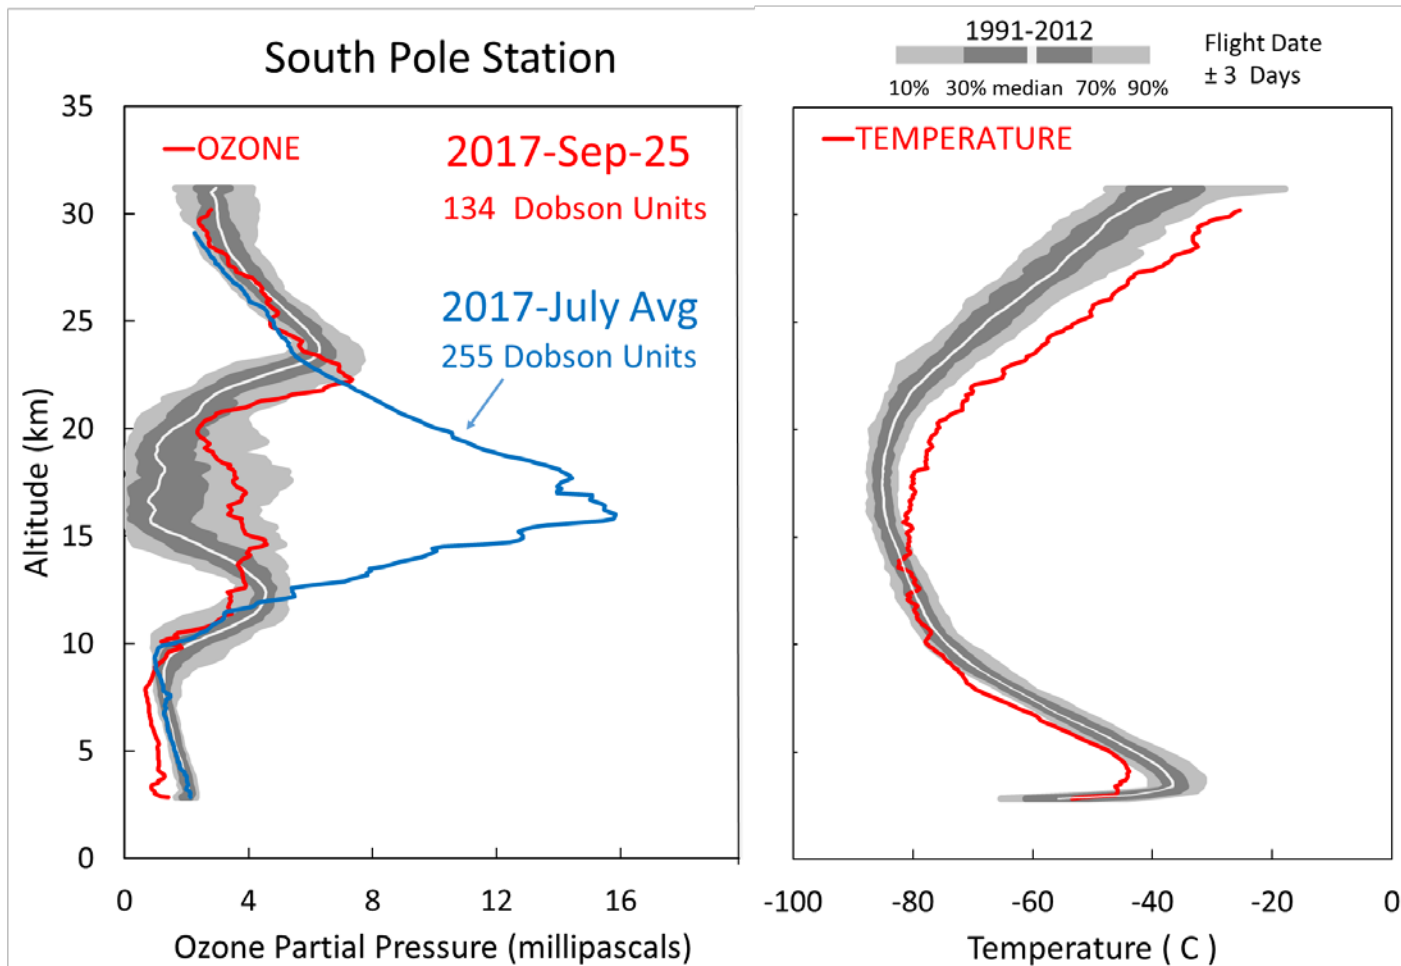 South Pole Station
OZONE
2017-Sep-25
134 Dobson Units
2017-July Avg
255 Dobson Units
35
30
25
20
15
10
5
0
Altitude (km)
0 4 8 12 16
Ozone Partial Pressure (millipascals)
1991-2012
10% 30% median 70% 90%
Flight Date
± 3 Days
TEMPERATURE
-100 -80 -60 -40 -20 0
Temperature ( C )